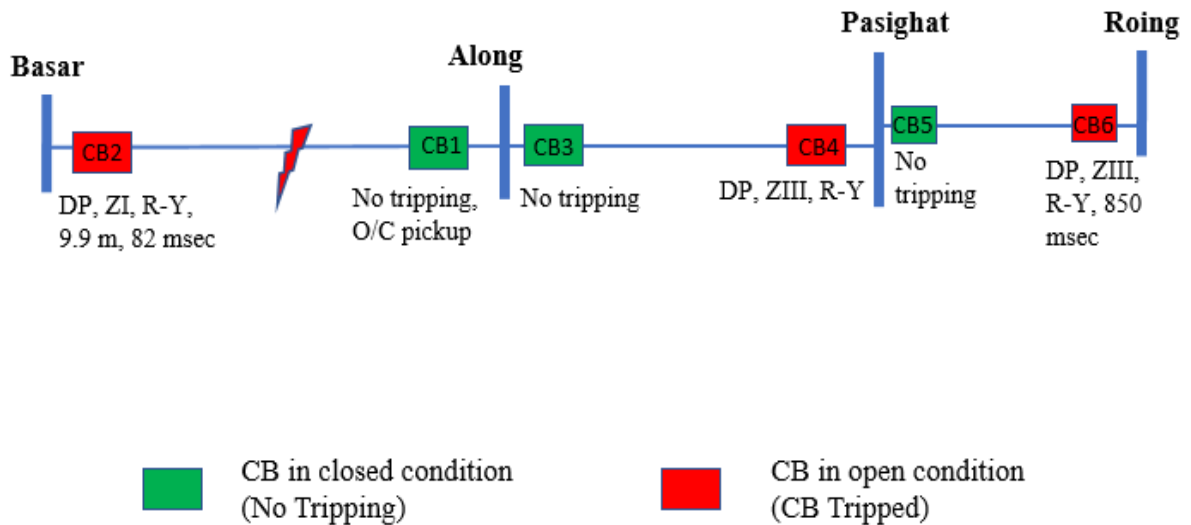 Basar
Along
Pasighat
Roing
CB2
CB1
CB3
CB4
CB5
CB6
DP, ZI, R-Y,
9.9 m, 82 msec
No tripping,
O/C pickup
No tripping
DP, ZIII, R-Y
No
tripping
DP, ZIII,
R-Y, 850
msec
CB in closed condition
(No Tripping)
CB in open condition
(CB Tripped)